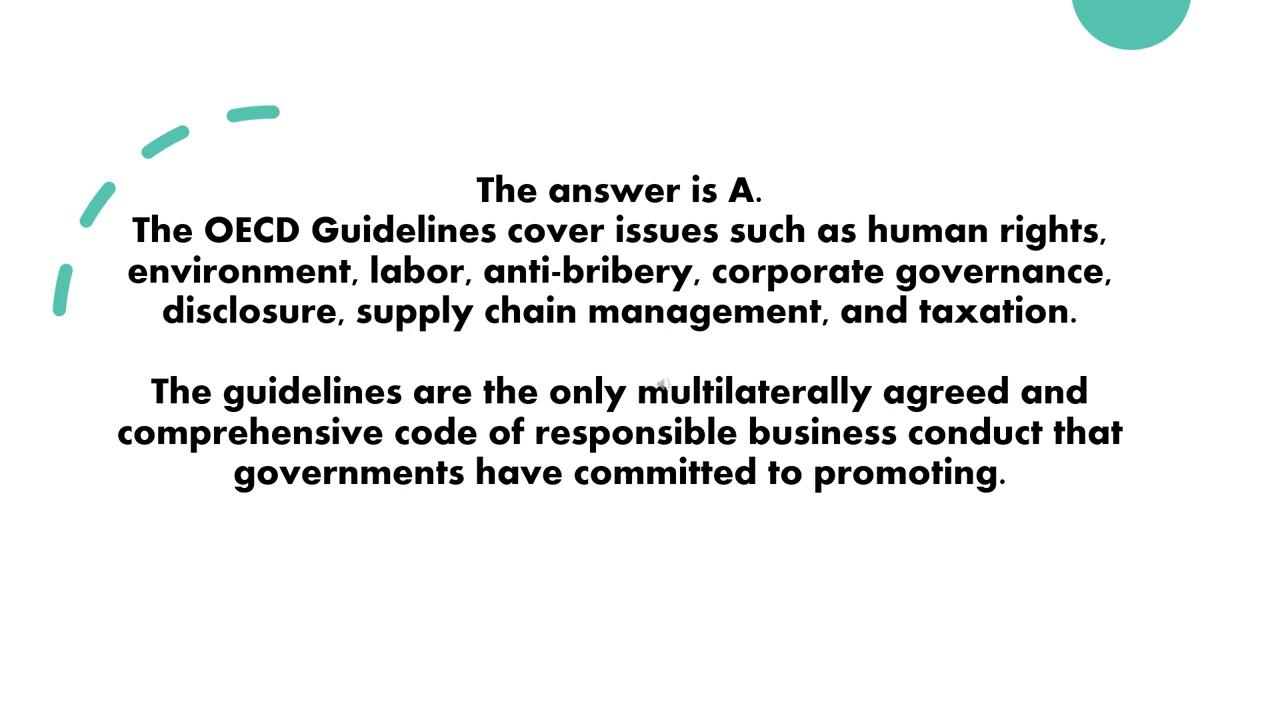 The answer is A.
The OECD Guidelines cover issues such as human rights,
environment, labor, anti-bribery, corporate governance,
disclosure, supply chain management, and taxation.
The guidelines are the only multilaterally agreed and
comprehensive code of responsible business conduct that
governments have committed to promoting.